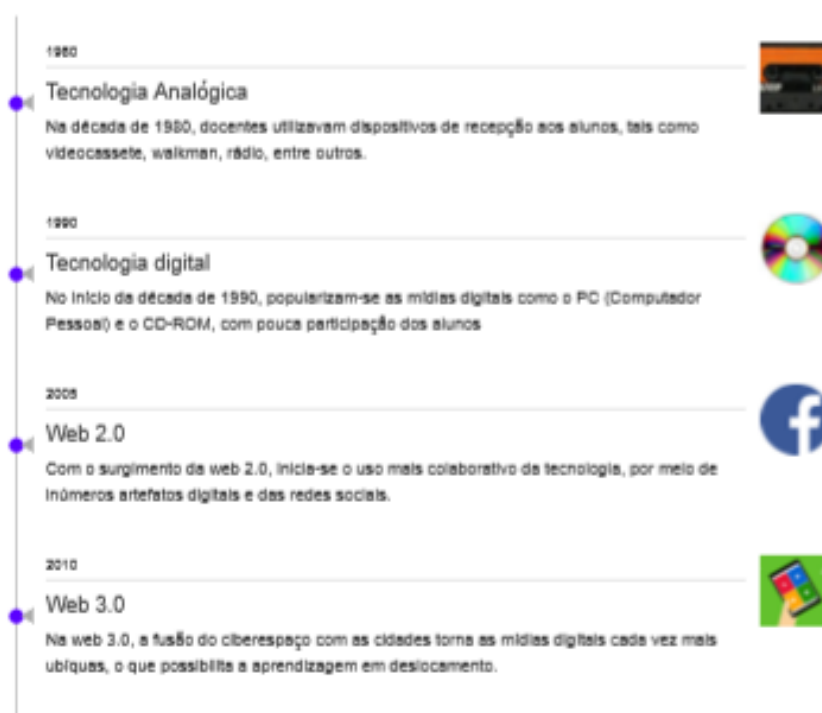 1980
Tecnologia Analógica
Na década de 1980, docentes utilizavam dispositivos de recepção aos alunos, tais como
videocassete, walkman, rádio, entre outros.
1990
Tecnologia digital
No início da década de 1990, popularizam-se as mídias digitais como o PC (Computador
Pessoal) e o CD-ROM, com pouca participação dos alunos
2005
Web 2.0
Com o surgimento da web 2.0, inicia-se o uso mais colaborativo da tecnologia, por meio de
inúmeros artefatos digitais e das redes sociais.
2010
Web 3.0
Na web 3.0, a fusão do ciberespaço com as cidades torna as mídias digitais cada vez mais
ubíquas, o que possibilita a aprendizagem em deslocamento.